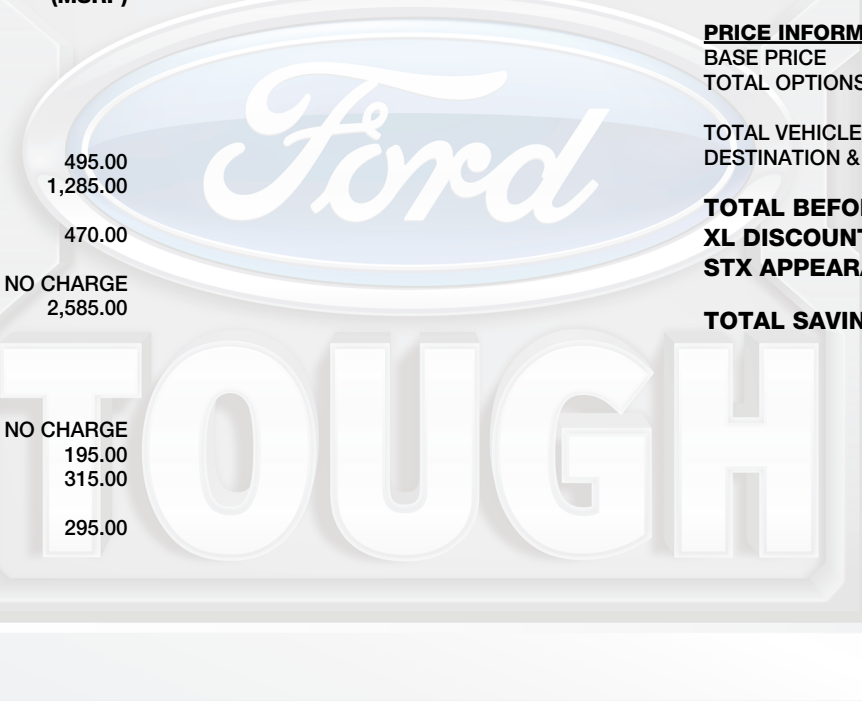 (MSRP)
495.00
1,285.00
470.00
NO CHARGE
2,585.00
NO CHARGE
195.00
315.00
295.00
PRICE INFORM
BASE PRICE
TOTAL OPTIONS
TOTAL VEHICLE
DESTINATION &
TOTAL BEFO
XL DISCOUNT
STX APPEAR
TOTAL SAVIN
Ford
TOUGH